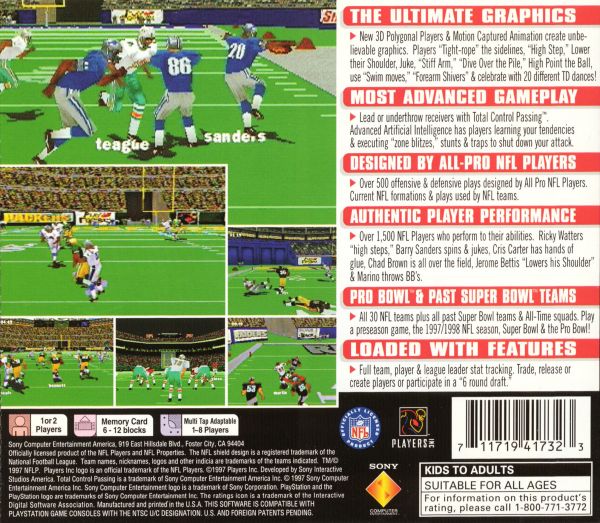 THE ULTIMATE GRAPHICS
New 3D Polygonal Players & Motion Captured Animation create unbe-
lievable graphics. Players "Tight-rope" the sidelines, "High Step," Lower
their Shoulder, Juke, "Stiff Arm," "Dive Over the Pile," High Point the Ball,
use "Swim moves," "Forearm Shivers" & celebrate with 20 different TD dances!
MOST ADVANCED GAMEPLAY
Lead or underthrow receivers with Total Control Passing™.
Advanced Artificial Intelligence has players learning your tendencies
& executing "zone blitzes," stunts & traps to shut down your attack.
DESIGNED BY ALL-PRO NFL PLAYERS
Over 500 offensive & defensive plays designed by All Pro NFL Players.
Current NFL formations & plays used by NFL teams.
AUTHENTIC PLAYER PERFORMANCE
Over 1,500 NFL Players who perform to their abilities. Ricky Watters
"high steps," Barry Sanders spins & jukes, Cris Carter has hands of
glue, Chad Brown is all over the field, Jerome Bettis "Lowers his Shoulder"
& Marino throws BB's.
PRO BOWL™ & PAST SUPER BOWL™ TEAMS
All 30 NFL teams plus all past Super Bowl teams & All-Time squads. Play
a preseason game, the 1997/1998 NFL season, Super Bowl & the Pro Bowl!
LOADED WITH FEATURES
Full team, player & league leader stat tracking. Trade, release or
create players or participate in a "6 round draft."
20
86
teague
sanders
PACKERS
RAIDERS
1 or 2
Players
Memory Card
6 - 12 blocks
Multi Tap Adaptable
1-8 Players
Sony Computer Entertainment America, 919 East Hillsdale Blvd., Foster City, CA 94404
Officially licensed product of the NFL Players and NFL Properties. The NFL shield design is a registered trademark of the
National Football League. Team names, nicknames, logos and other indicia are trademarks of the teams indicated. TM/©
1997 NFLP. Players Inc logo is an official trademark of the NFL Players. ©1997 Players Inc. Developed by Sony Interactive
Studios America. Total Control Passing is a trademark of Sony Computer Entertainment America Inc. © 1997 Sony Computer
Entertainment America Inc. Sony Computer Entertainment logo is a trademark of Sony Corporation. PlayStation and the
PlayStation logo are trademarks of Sony Computer Entertainment Inc. The ratings icon is a trademark of the Interactive
Digital Software Association. Manufactured and printed in the U.S.A. THIS SOFTWARE IS COMPATIBLE WITH
PLAYSTATION GAME CONSOLES WITH THE NTSC U/C DESIGNATION. U.S. AND FOREIGN PATENTS PENDING.
OFFICIALLY LICENSED
NFL
PLAYERS INC
SONY
COMPUTER
ENTERTAINMENT
7 11719 41732 3
KIDS TO ADULTS
SUITABLE FOR ALL AGES
For information on this product's
rating, please call 1-800-771-3772